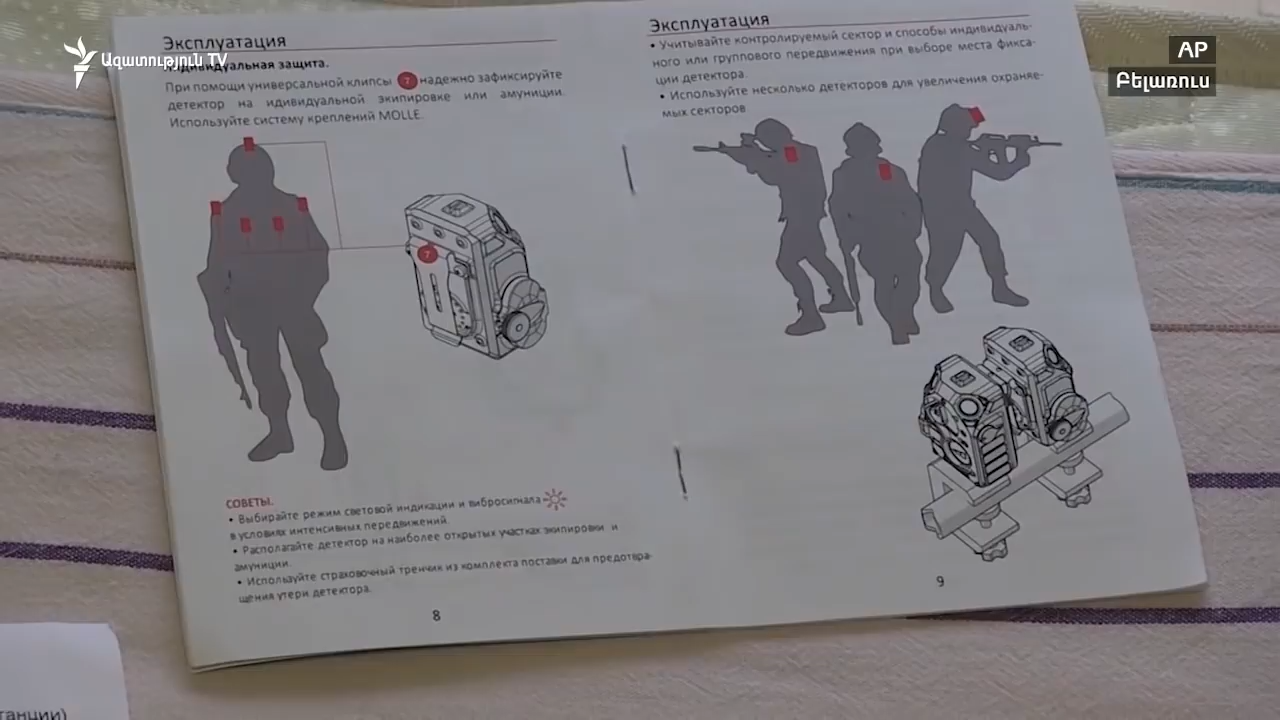 Ազատություն TV
AP
Բելառուս
Эксплуатация
Индивидуальная защита.
При помощи универсальной клипсы 7 надежно зафиксируйте
детектор на идивидуальной экипировке или амуниции.
Используйте систему креплений MOLLE.
7
СОВЕТЫ.
• Выбирайте режим световой индикации и вибросигнала
в условиях интенсивных передвижений.
• Располагайте детектор на наиболее открытых участках экипировки и
амуниции.
• Используйте страховочный тренчик из комплекта поставки для предотвра-
щения утери детектора.
8
Эксплуатация
• Учитывайте контролируемый сектор и способы индивидуаль-
ного или группового передвижения при выборе места фикса-
ции детектора.
• Используйте несколько детекторов для увеличения охраняе-
мых секторов
9
танции)